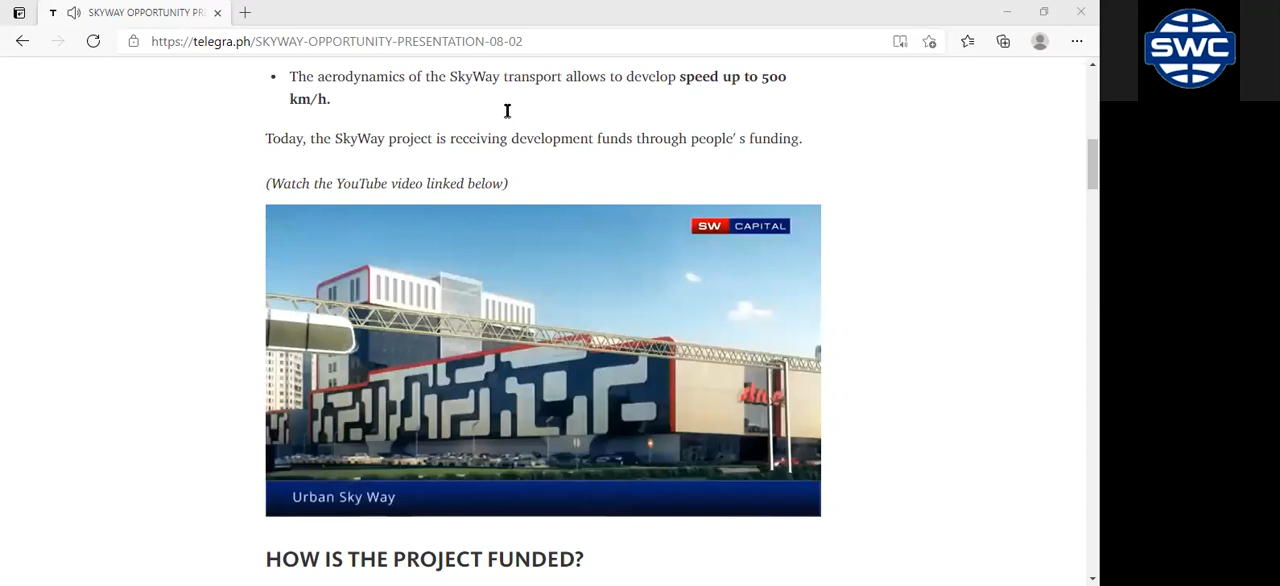 SKYWAY OPPORTUNITY PR
https://telegra.ph/SKYWAY-OPPORTUNITY-PRESENTATION-08-02
SWC
• The aerodynamics of the SkyWay transport allows to develop speed up to 500
km/h.
Today, the SkyWay project is receiving development funds through people' s funding.
(Watch the YouTube video linked below)
SW CAPITAL
Urban Sky Way
HOW IS THE PROJECT FUNDED?